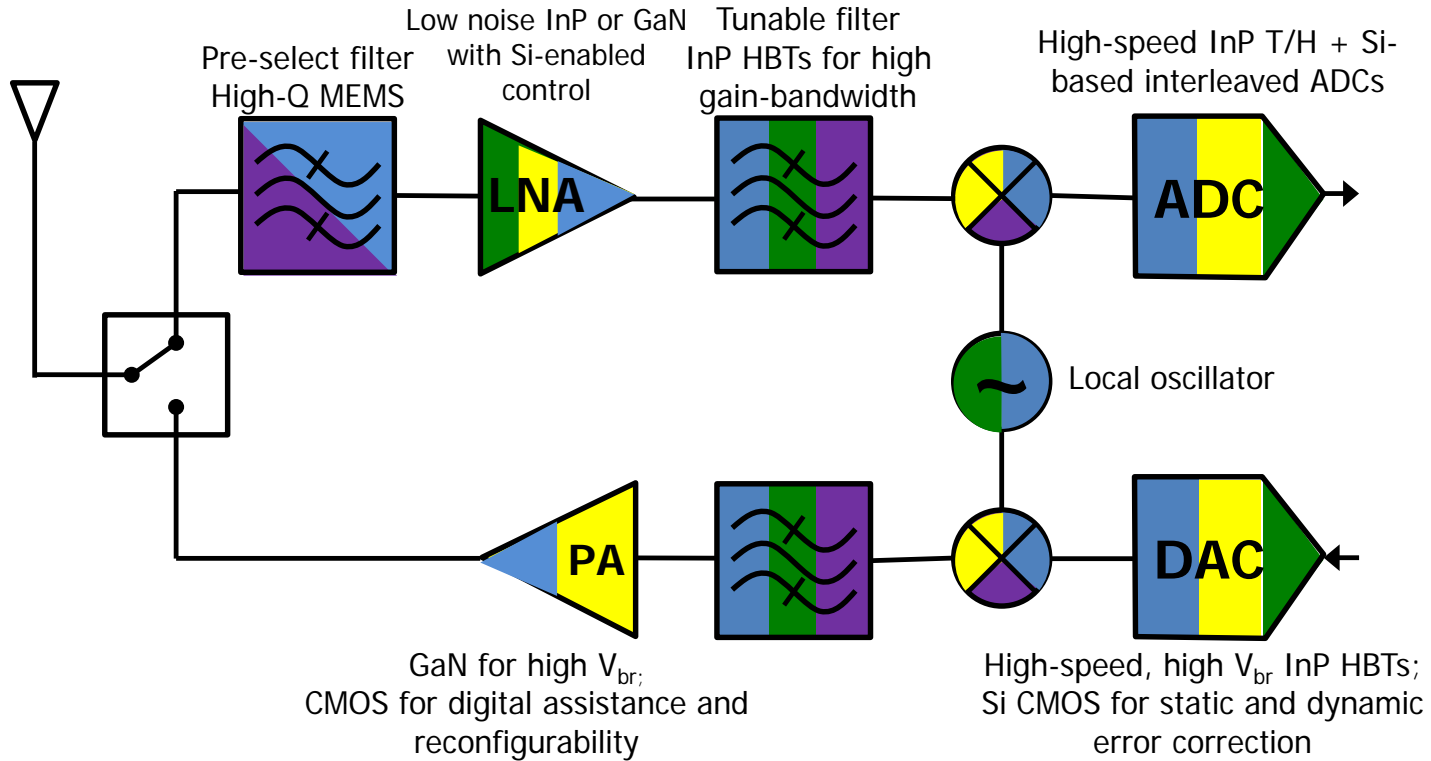 Pre-select filter
High-Q MEMS
Low noise InP or GaN
with Si-enabled
control
Tunable filter
InP HBTs for high
gain-bandwidth
High-speed InP T/H + Si-
based interleaved ADCs
LNA
ADC
~
Local oscillator
PA
DAC
GaN for high Vbr;
CMOS for digital assistance and
reconfigurability
High-speed, high Vbr InP HBTs;
Si CMOS for static and dynamic
error correction